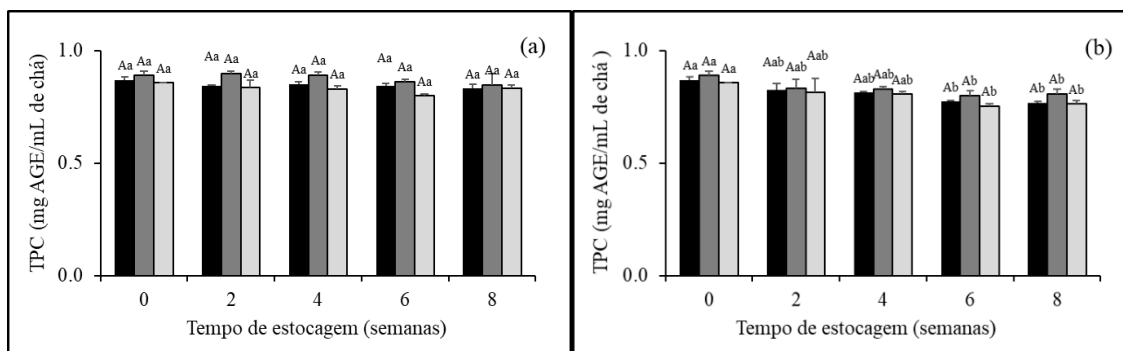 (a)
TPC (mg AGE/mL de chá)
1.0
0.5
0.0
Aa Aa Aa
Aa Aa Aa
Aa Aa Aa
Aa Aa Aa
Aa Aa Aa
0 2 4 6 8
Tempo de estocagem (semanas)
(b)
TPC (mg AGE/mL de chá )
1.0
0.5
0.0
Aa Aa Aa
Aab Aab Aab
Aab Aab Aab
Ab Ab Ab
Ab Ab Ab
0 2 4 6 8
Tempo de estocagem (semanas)